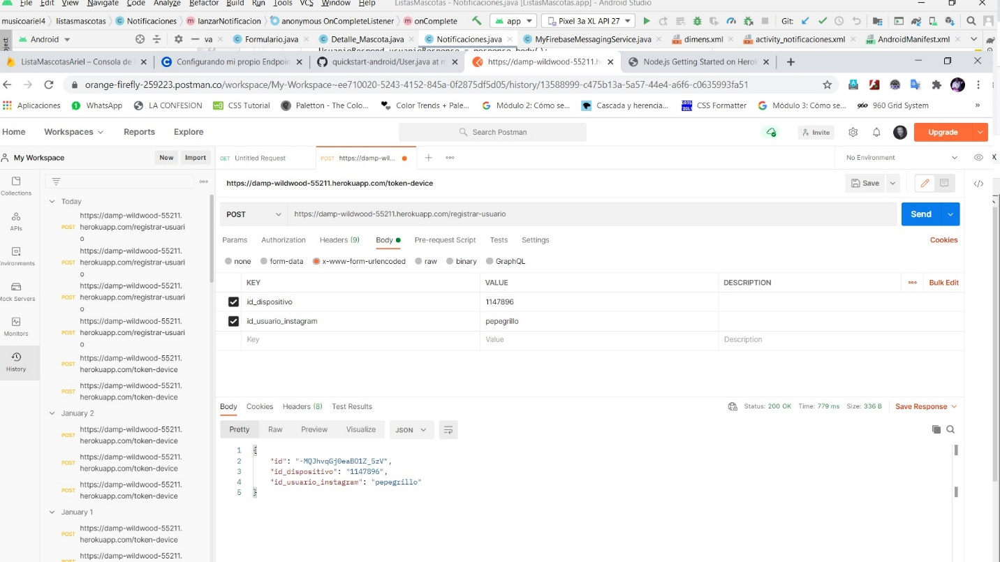 File Edit View Navigate Code Analyze Refactor Build Run Tools VCS Window Help ListasMascotas - Notificaciones.java [ListasMascotas.app] - Android Studio
musicoariel4 listasmascotas Notificaciones lanzarNotificacion anonymous OnCompleteListener onComplete app Pixel 3a XL API 27 Git:
Android va Formulario.java Detalle_Mascota.java Notificaciones.java MyFirebaseMessagingService.java dimens.xml activity_notificaciones.xml AndroidManifest.xml
ListaMascotasAriel – Consola de Configurando mi propio Endpoin quickstart-android/User.java at m https://damp-wildwood-55211.h Node.js Getting Started on Herok
orange-firefly-259223.postman.co/workspace/My-Workspace~ee710020-5243-4152-845a-0f2875df5d05/history/13588999-c475b13a-5a57-44e4-a6f6-c0635993fa51
Aplicaciones WhatsApp LA CONFESION CSS Tutorial Paletton - The Colo... Color Trends + Pale... Módulo 2: Cómo se... Cascada y herencia... CSS Formatter Módulo 3: Cómo se... 960 Grid System »
Home Workspaces Reports Explore Search Postman Invite Upgrade
My Workspace New Import GET Untitled Request POST https://damp-wil... No Environment
Collections
APIs
Environments
Mock Servers
Monitors
History
Today
POST https://damp-wildwood-55211.
herokuapp.com/registrar-usuari
o
POST https://damp-wildwood-55211.
herokuapp.com/registrar-usuari
o
POST https://damp-wildwood-55211.
herokuapp.com/registrar-usuari
o
POST https://damp-wildwood-55211.
herokuapp.com/registrar-usuari
o
POST https://damp-wildwood-55211.
herokuapp.com/token-device
POST https://damp-wildwood-55211.
herokuapp.com/token-device
January 2
POST https://damp-wildwood-55211.
herokuapp.com/token-device
POST https://damp-wildwood-55211.
herokuapp.com/token-device
POST https://damp-wildwood-55211.
herokuapp.com/token-device
January 1
POST https://damp-wildwood-55211.
herokuapp.com/token-device
https://damp-wildwood-55211.
https://damp-wildwood-55211.herokuapp.com/token-device Save
POST https://damp-wildwood-55211.herokuapp.com/registrar-usuario Send
Params Authorization Headers (9) Body Pre-request Script Tests Settings Cookies
none form-data x-www-form-urlencoded raw binary GraphQL
KEY VALUE DESCRIPTION Bulk Edit
id_dispositivo 1147896
id_usuario_instagram pepegrillo
Key Value Description
Body Cookies Headers (8) Test Results Status: 200 OK Time: 779 ms Size: 336 B Save Response
Pretty Raw Preview Visualize JSON
1 {
2 "id": "-MQJhvqGj0eaBO1Z_5zV",
3 "id_dispositivo": "1147896",
4 "id_usuario_instagram": "pepegrillo"
5 }